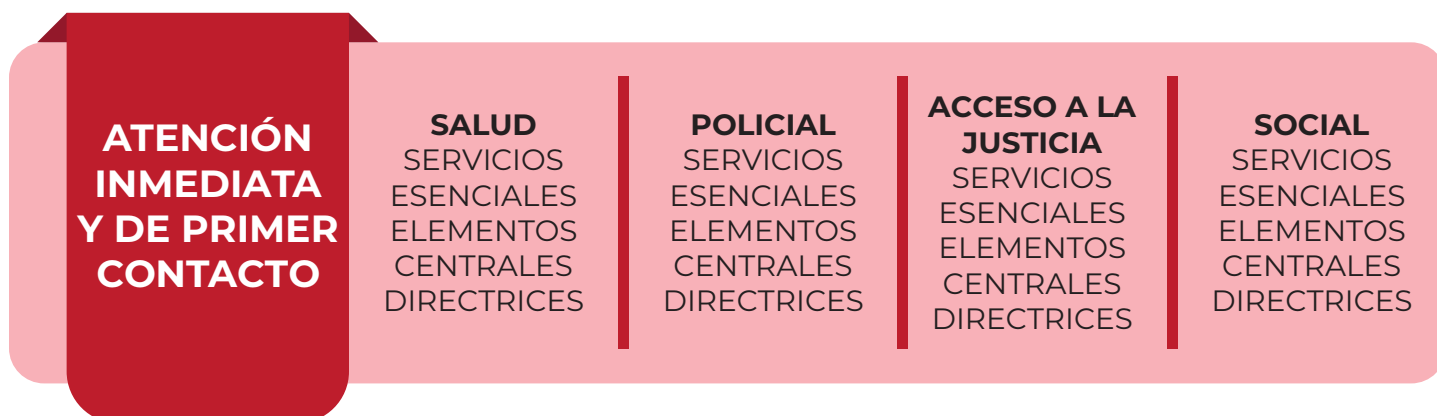 ATENCIÓN
INMEDIATA
Y DE PRIMER
CONTACTO
SALUD
SERVICIOS
ESENCIALES
ELEMENTOS
CENTRALES
DIRECTRICES
POLICIAL
SERVICIOS
ESENCIALES
ELEMENTOS
CENTRALES
DIRECTRICES
ACCESO A LA
JUSTICIA
SERVICIOS
ESENCIALES
ELEMENTOS
CENTRALES
DIRECTRICES
SOCIAL
SERVICIOS
ESENCIALES
ELEMENTOS
CENTRALES
DIRECTRICES